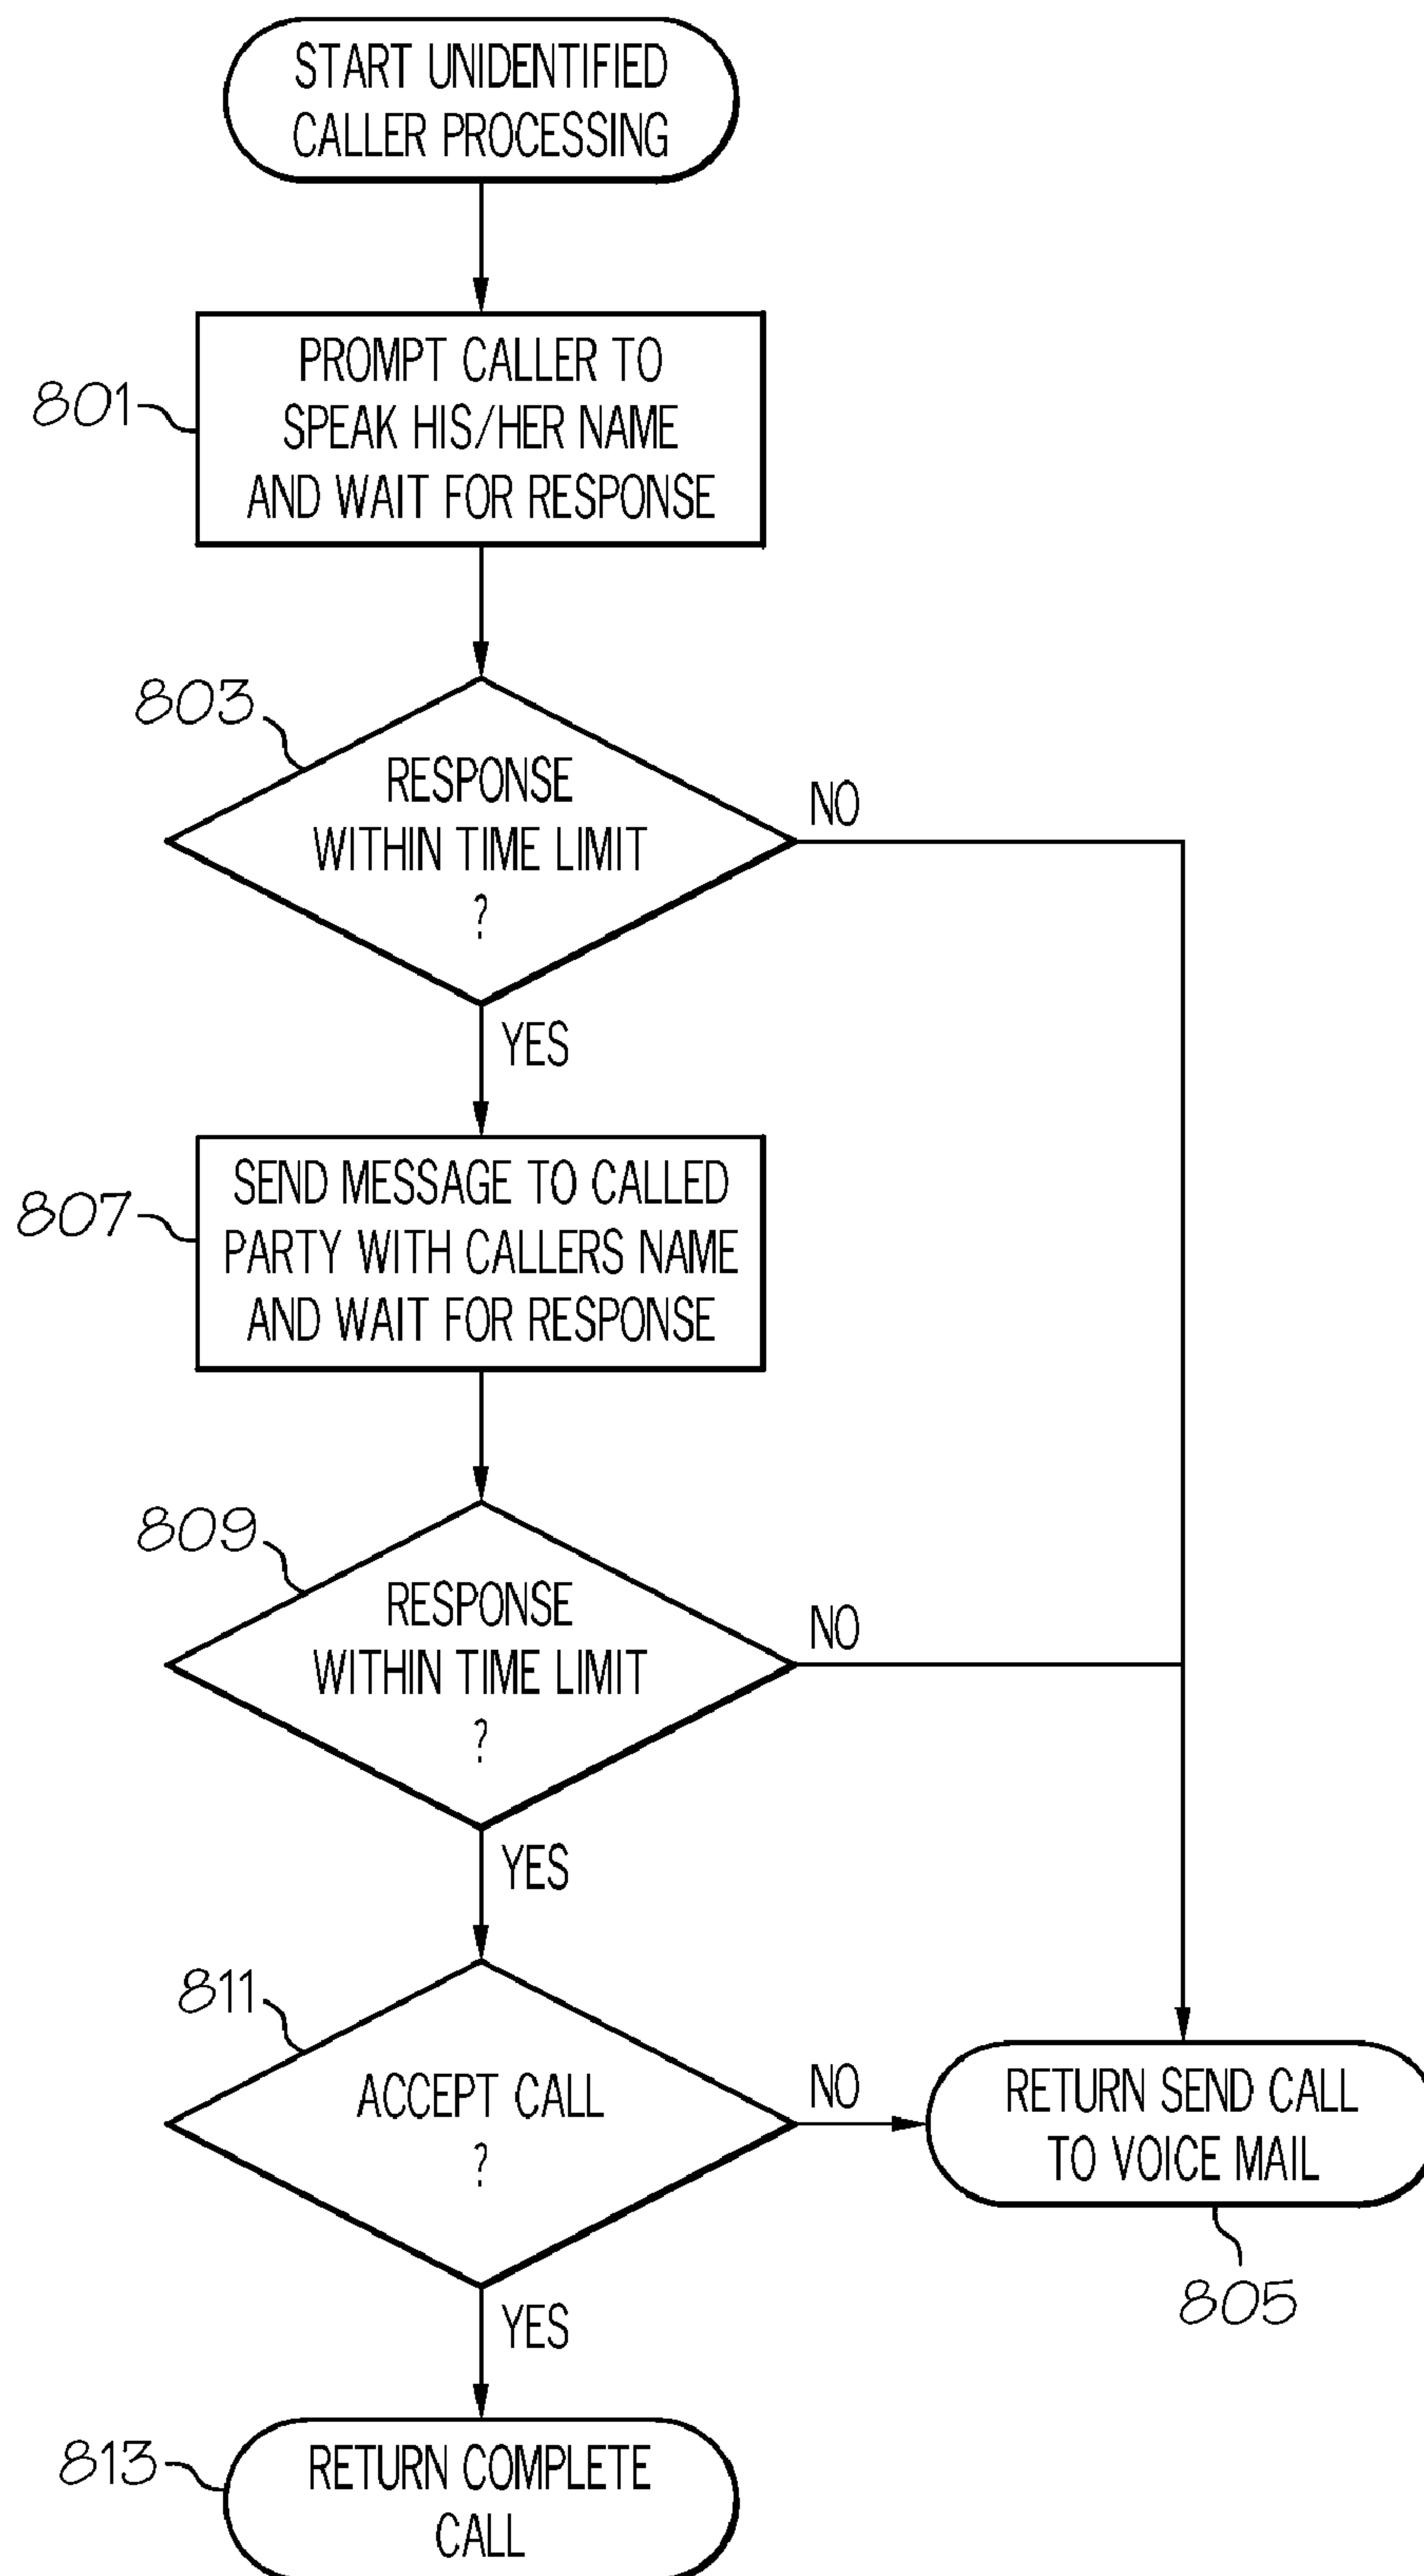 START UNIDENTIFIED
CALLER PROCESSING
801
PROMPT CALLER TO
SPEAK HIS/HER NAME
AND WAIT FOR RESPONSE
803
RESPONSE
WITHIN TIME LIMIT
?
NO
YES
807
SEND MESSAGE TO CALLED
PARTY WITH CALLERS NAME
AND WAIT FOR RESPONSE
809
RESPONSE
WITHIN TIME LIMIT
?
NO
YES
811
ACCEPT CALL
?
NO
RETURN SEND CALL
TO VOICE MAIL
805
YES
813
RETURN COMPLETE
CALL